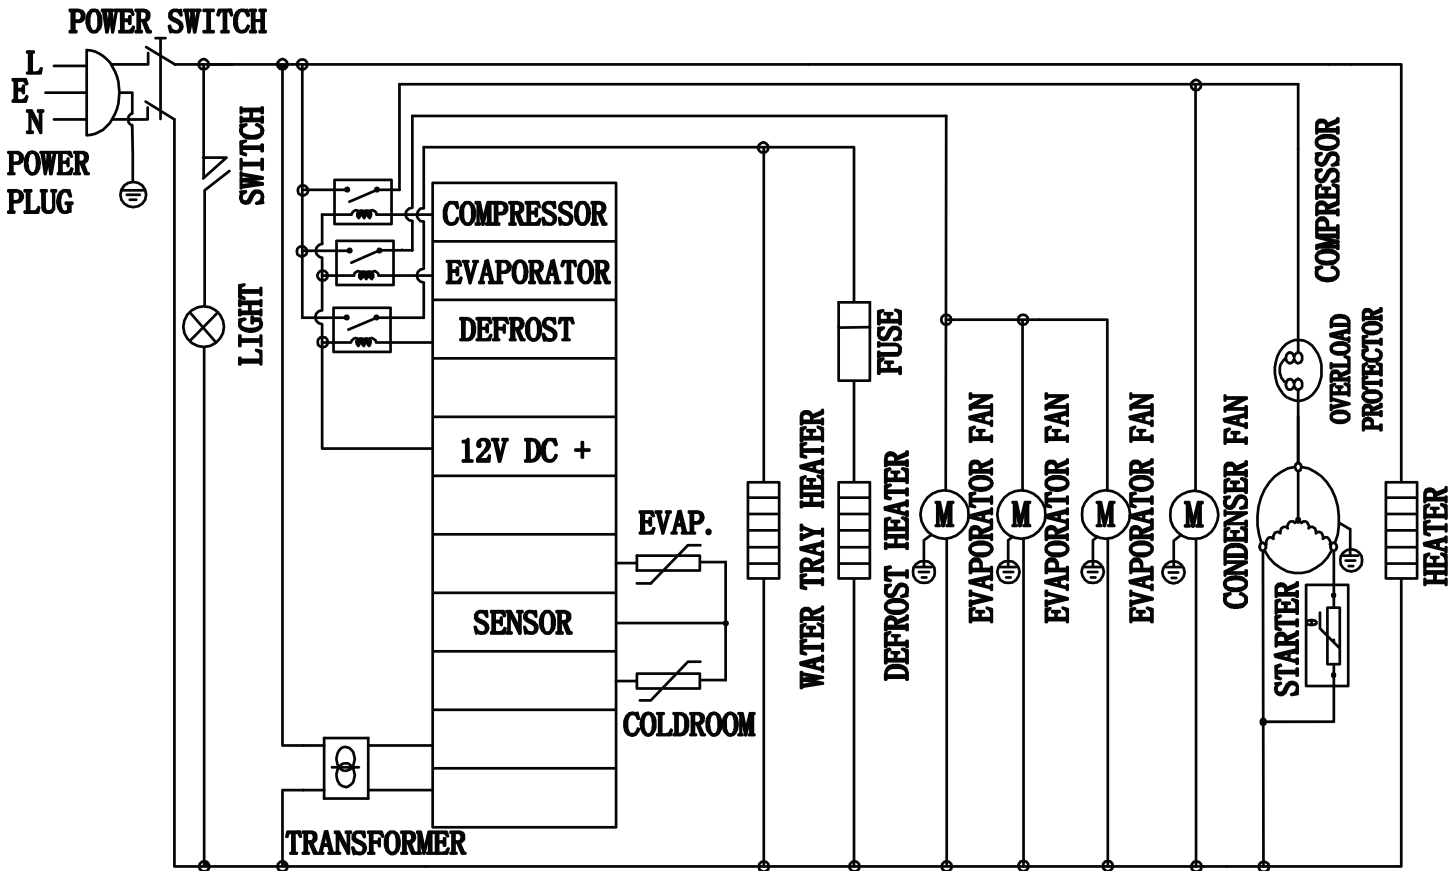 POWER SWITCH
L
E
N
POWER
PLUG
SWITCH
LIGHT
COMPRESSOR
EVAPORATOR
DEFROST
12V DC +
SENSOR
EVAP.
COLDROOM
TRANSFORMER
WATER TRAY HEATER
FUSE
DEFROST HEATER
M
EVAPORATOR FAN
M
EVAPORATOR FAN
M
EVAPORATOR FAN
M
CONDENSER FAN
COMPRESSOR
OVERLOAD
PROTECTOR
STARTER
HEATER